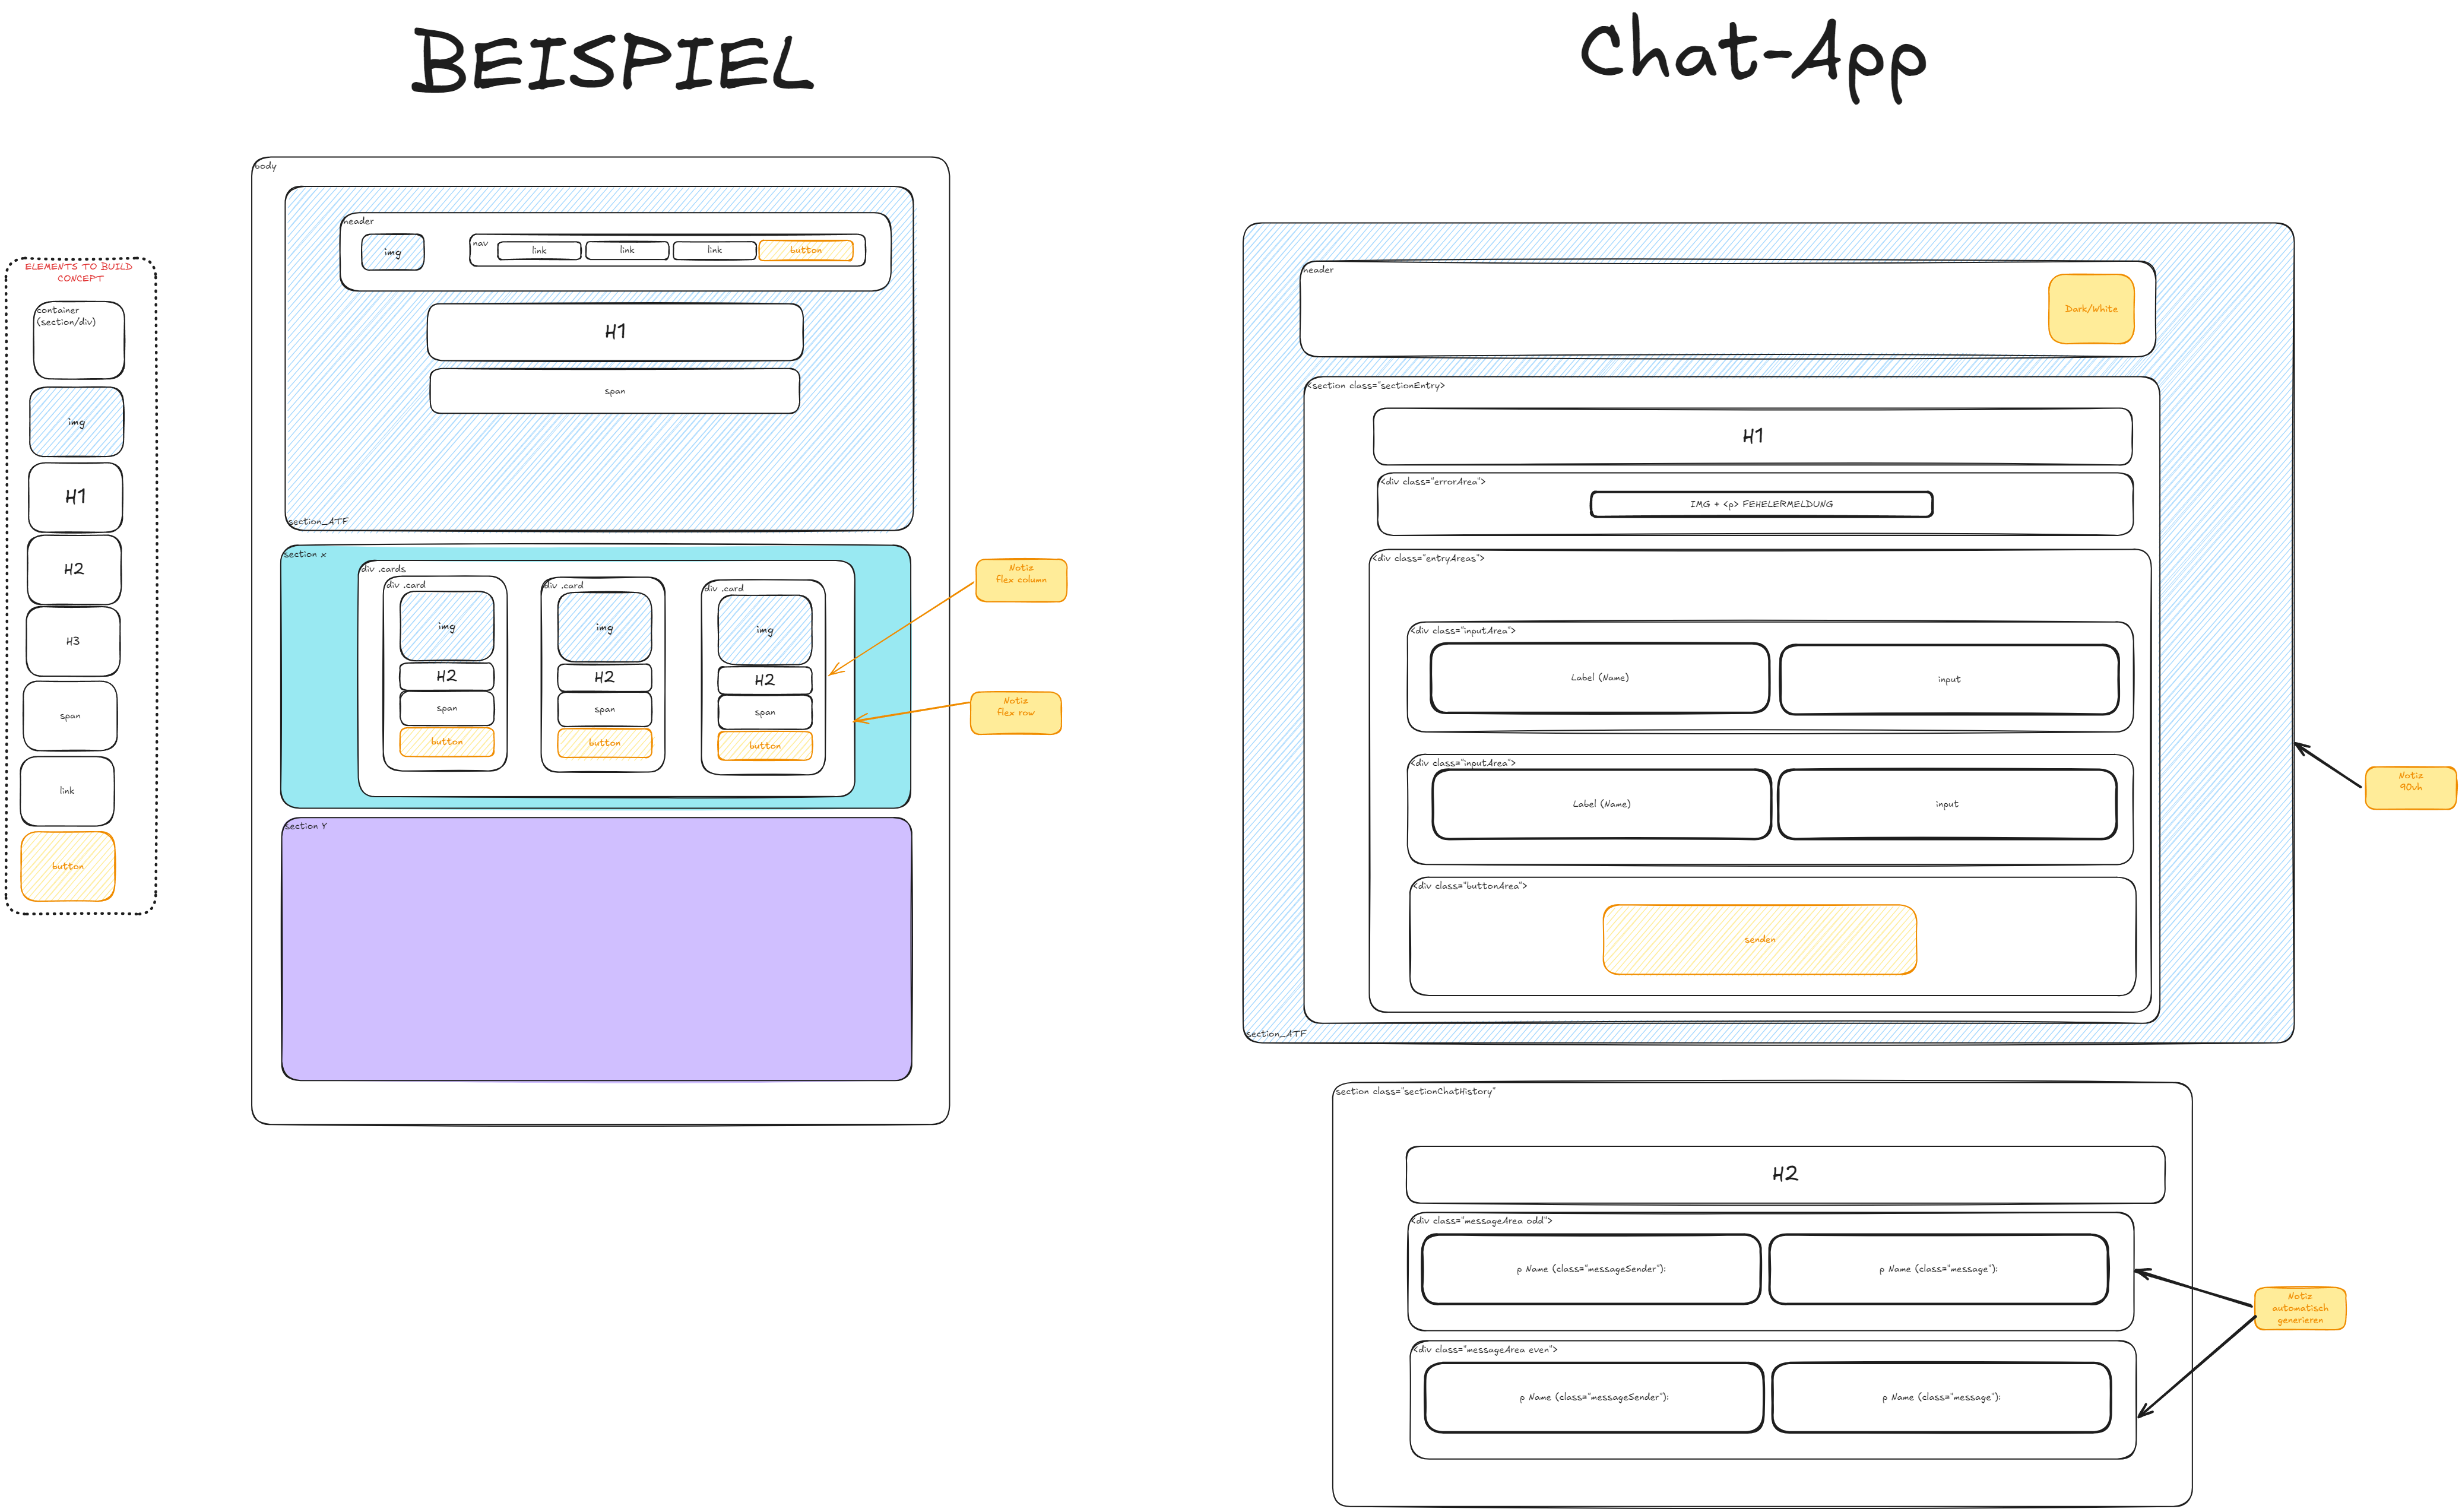 BEISPIEL
Chat-App
ELEMENTS TO BUILD
CONCEPT
container
(section/div)
img
H1
H2
H3
span
link
button
body
header
img
nav
link
link
link
button
H1
span
section_ATF
section x
div .cards
div .card
img
H2
span
button
div .card
img
H2
span
button
div .card
img
H2
span
button
Notiz
flex column
Notiz
flex row
section Y
header
Dark/White
<section class="sectionEntry>
H1
<div class="errorArea">
IMG + <p> FEHELERMELDUNG
<div class="entryAreas">
<div class="inputArea">
Label (Name)
input
<div class="inputArea">
Label (Name)
input
<div class="buttonArea">
senden
section_ATF
Notiz
90vh
section class="sectionChatHistory"
H2
<div class="messageArea odd">
p Name (class="messageSender"):
p Name (class="message"):
<div class="messageArea even">
p Name (class="messageSender"):
p Name (class="message"):
Notiz
automatisch
generieren